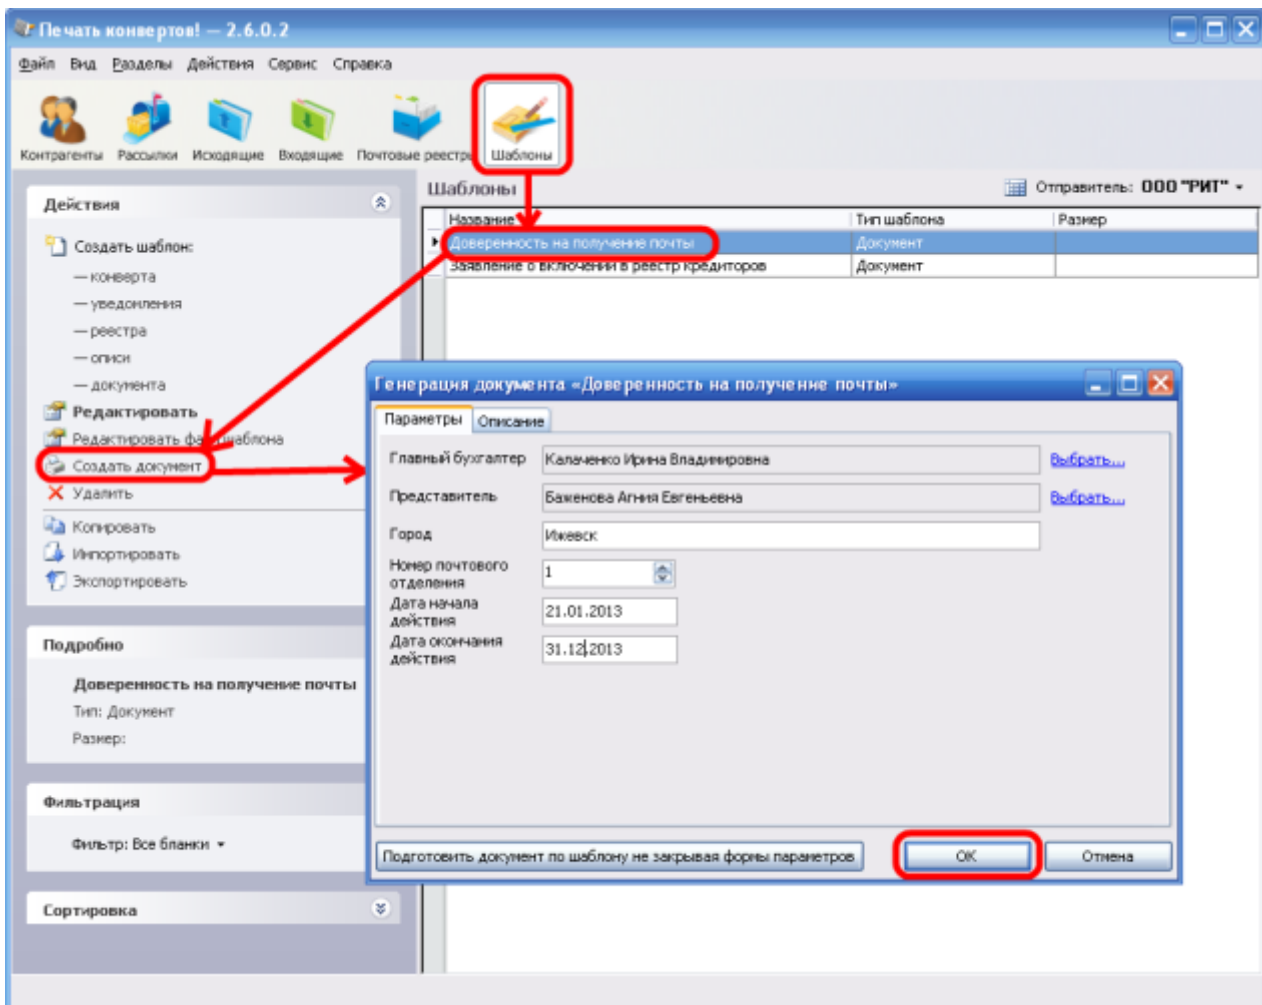 Печать конвертов! — 2.6.0.2
Файл Вид Разделы Действия Сервис Справка
Контрагенты Рассылки Исходящие Входящие Почтовые реестры Шаблоны
Действия
Создать шаблон:
— конверта
— уведомления
— реестра
— описи
— документа
Редактировать
Редактировать файл шаблона
Создать документ
Удалить
Копировать
Импортировать
Экспортировать
Подробно
Доверенность на получение почты
Тип: Документ
Размер:
Фильтрация
Фильтр: Все бланки
Сортировка
Шаблоны
Отправитель: ООО "РИТ"
Название Тип шаблона Размер
Доверенность на получение почты Документ
Заявление о включении в реестр кредиторов Документ
Генерация документа «Доверенность на получение почты»
Параметры Описание
Главный бухгалтер Калаченко Ирина Владимировна Выбрать...
Представитель Баженова Агния Евгеньевна Выбрать...
Город Ижевск
Номер почтового
отделения 1
Дата начала
действия 21.01.2013
Дата окончания
действия 31.12.2013
Подготовить документ по шаблону не закрывая формы параметров ОК Отмена